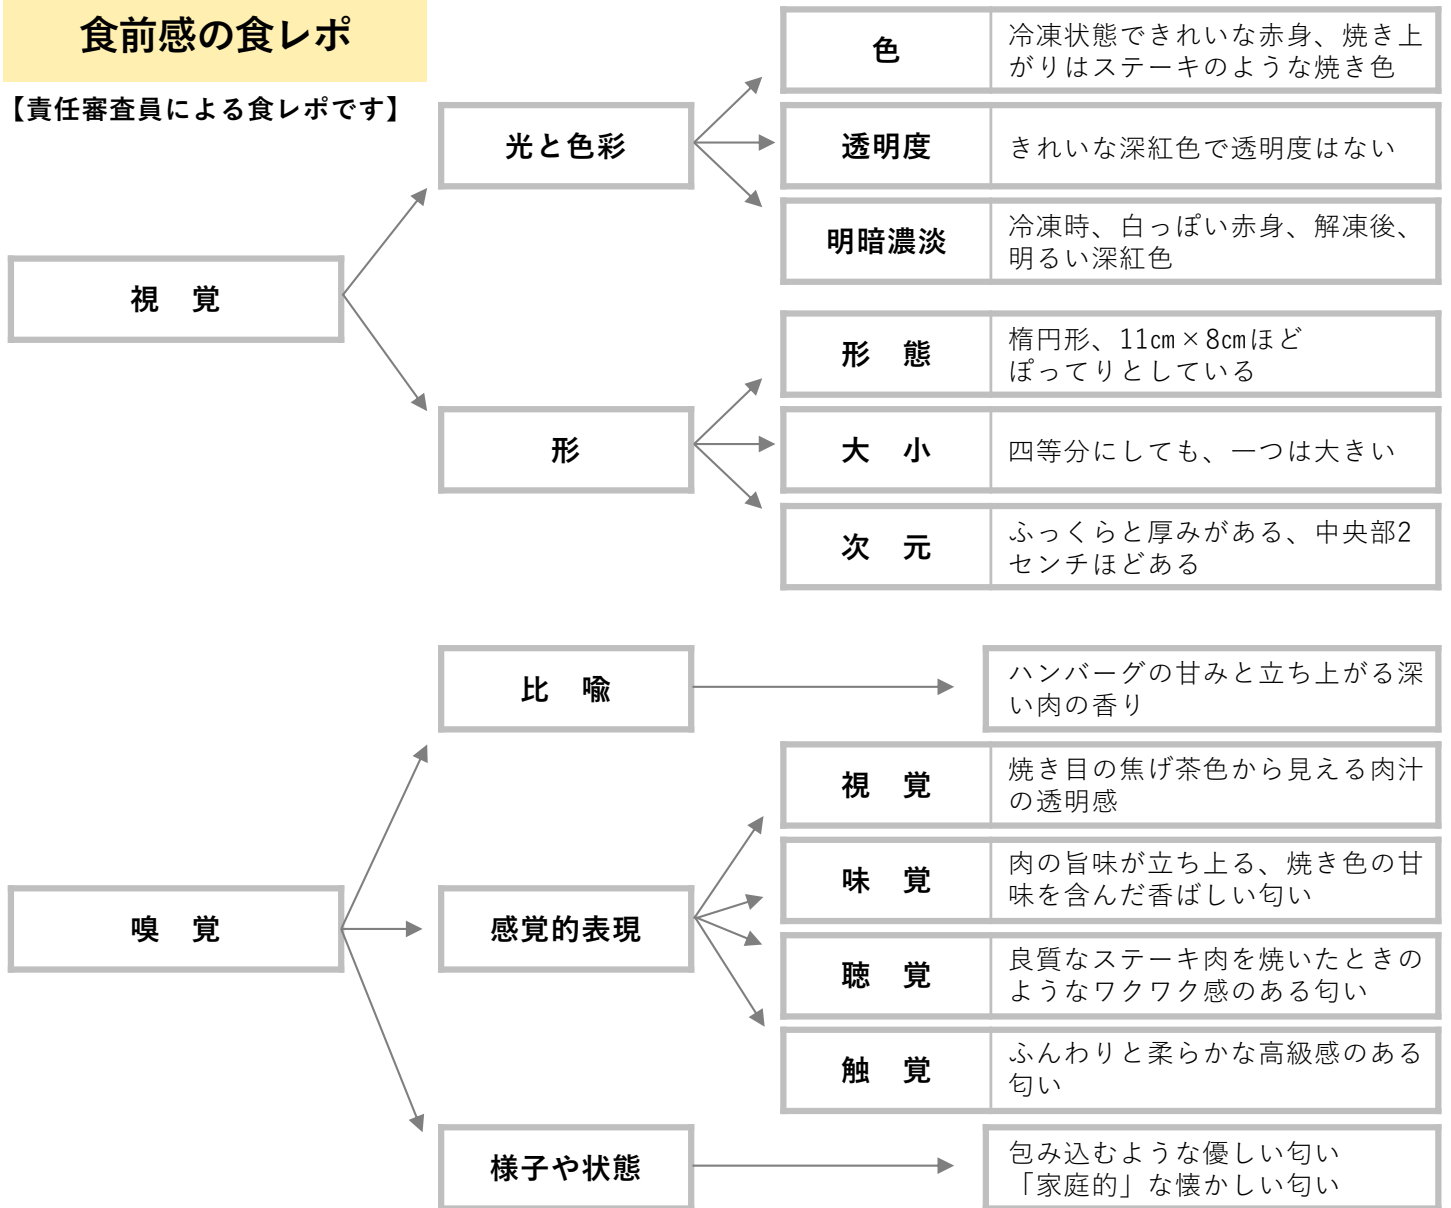 食前感の食レポ
【責任審査員による食レポです】
視　覚
光と色彩
色
冷凍状態できれいな赤身、焼き上
がりはステーキのような焼き色
透明度
きれいな深紅色で透明度はない
明暗濃淡
冷凍時、白っぽい赤身、解凍後、
明るい深紅色
形
形　態
楕円形、11㎝×8㎝ほど
ぽってりとしている
大　小
四等分にしても、一つは大きい
次　元
ふっくらと厚みがある、中央部2
センチほどある
嗅　覚
比　喩
ハンバーグの甘みと立ち上がる深
い肉の香り
感覚的表現
視　覚
焼き目の焦げ茶色から見える肉汁
の透明感
味　覚
肉の旨味が立ち上る、焼き色の甘
味を含んだ香ばしい匂い
聴　覚
良質なステーキ肉を焼いたときの
ようなワクワク感のある匂い
触　覚
ふんわりと柔らかな高級感のある
匂い
様子や状態
包み込むような優しい匂い
「家庭的」な懐かしい匂い